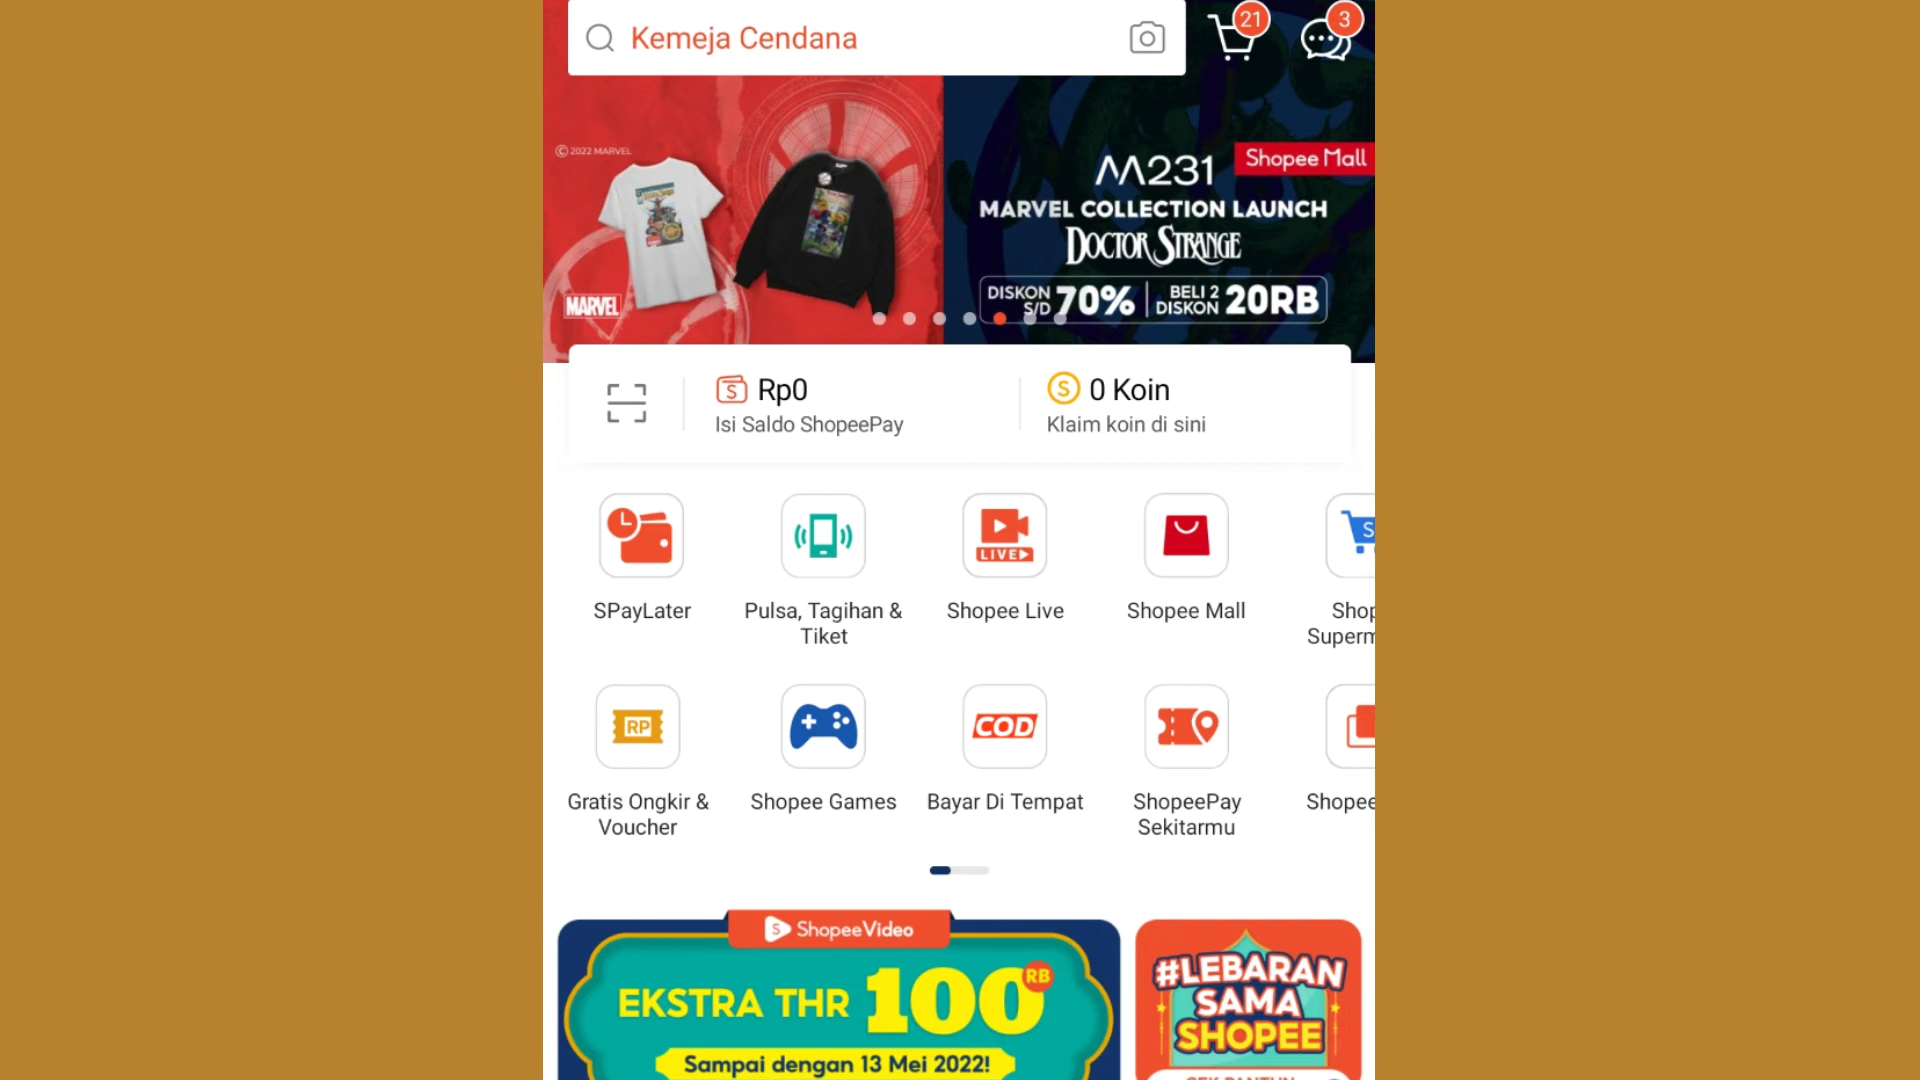 Kemeja Cendana
21
3
© 2022 MARVEL
MARVEL
M231
Shopee Mall
MARVEL COLLECTION LAUNCH
DOCTOR STRANGE
DISKON S/D 70%
BELI 2 DISKON 20RB
Rp0
Isi Saldo ShopeePay
0 Koin
Klaim koin di sini
LIVE
SPayLater
Pulsa, Tagihan &
Tiket
Shopee Live
Shopee Mall
Shop
Superm
RP
COD
Gratis Ongkir &
Voucher
Shopee Games
Bayar Di Tempat
ShopeePay
Sekitarmu
Shopee
ShopeeVideo
EKSTRA THR 100 RB
Sampai dengan 13 Mei 2022!
#LEBARAN
SAMA
SHOPEE